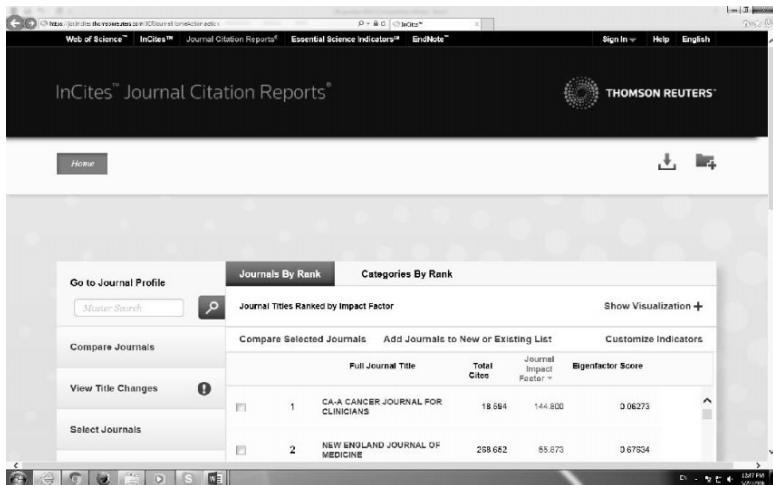 InCites™
Web of Science™ InCites™ Journal Citation Reports® Essential Science Indicators℠ EndNote™ Sign In Help English
InCites™ Journal Citation Reports®
THOMSON REUTERS™
Home
Go to Journal Profile
Master Search
Compare Journals
View Title Changes
Select Journals
Journals By Rank Categories By Rank
Journal Titles Ranked by Impact Factor Show Visualization +
Compare Selected Journals Add Journals to New or Existing List Customize Indicators
Full Journal Title Total Cites Journal Impact Factor Eigenfactor Score
1 CA-A CANCER JOURNAL FOR CLINICIANS 18,594 144.800 0.06273
2 NEW ENGLAND JOURNAL OF MEDICINE 268,652 55.873 0.67634
EN